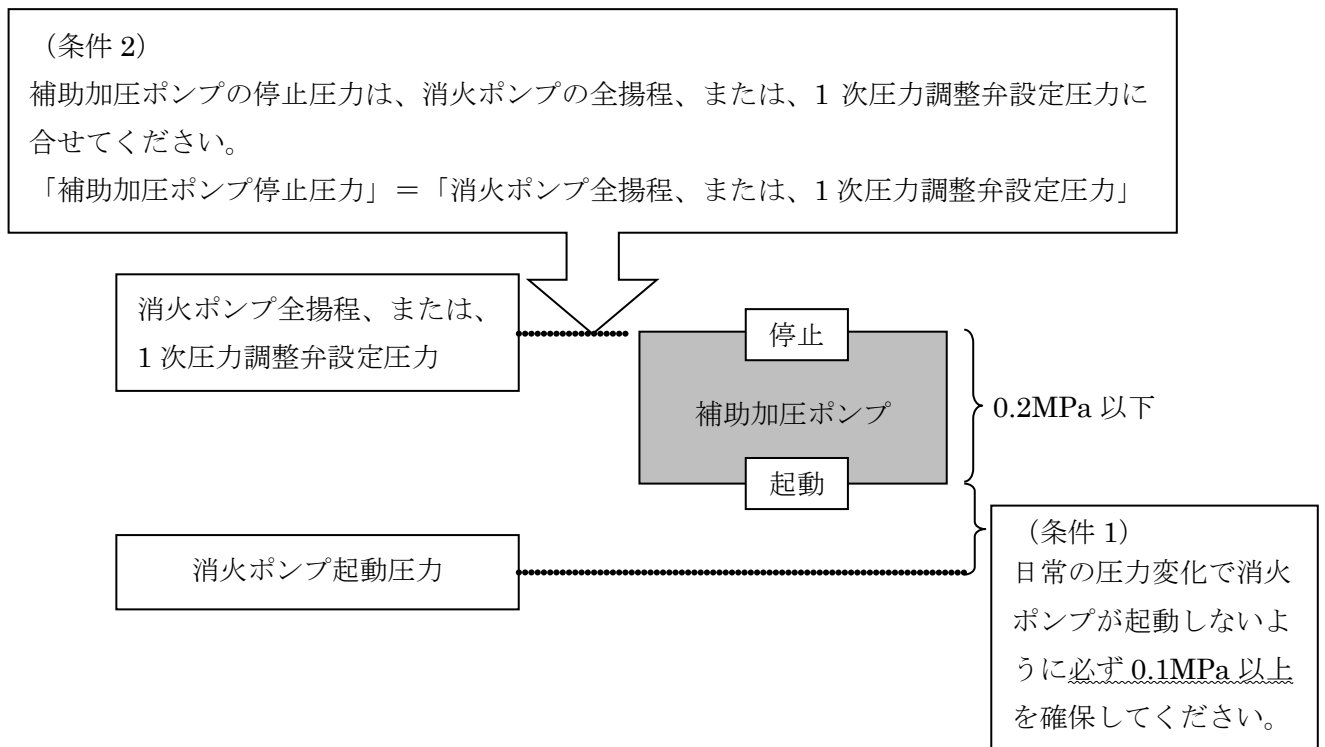 （条件 2）
補助加圧ポンプの停止圧力は、消火ポンプの全揚程、または、1 次圧力調整弁設定圧力に
合せてください。
「補助加圧ポンプ停止圧力」＝「消火ポンプ全揚程、または、1 次圧力調整弁設定圧力」
消火ポンプ全揚程、または、
1 次圧力調整弁設定圧力
停止
補助加圧ポンプ
0.2MPa 以下
起動
消火ポンプ起動圧力
（条件 1）
日常の圧力変化で消火
ポンプが起動しないよ
うに必ず 0.1MPa 以上
を確保してください。